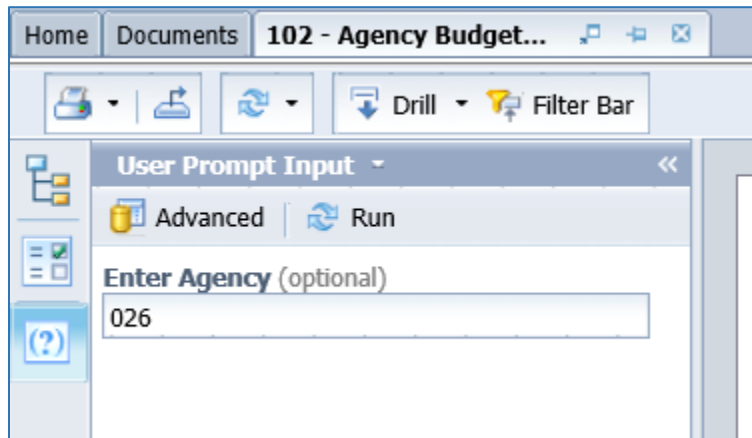 Home Documents 102 - Agency Budget...
Drill Filter Bar
User Prompt Input
Advanced Run
Enter Agency (optional)
026
(?)